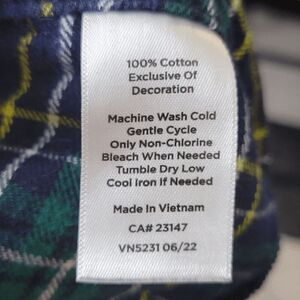 100% Cotton
Exclusive Of
Decoration
Machine Wash Cold
Gentle Cycle
Only Non-Chlorine
Bleach When Needed
Tumble Dry Low
Cool Iron if Needed
Made In Vietnam
CA# 23147
VN5231 06/22